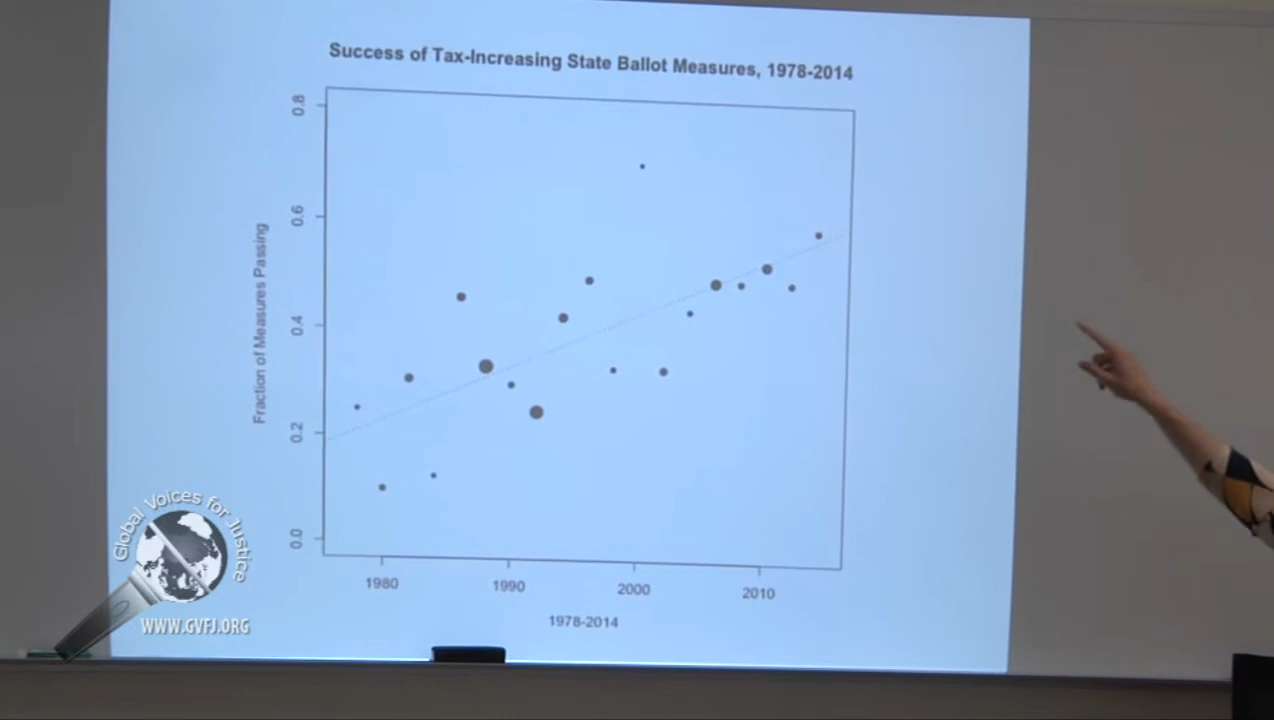 Success of Tax-Increasing State Ballot Measures, 1978-2014
Fraction of Measures Passing
0.8
0.6
0.4
0.2
0.0
1980
1990
2000
2010
1978-2014
Global Voices for Justice
WWW.GVFJ.ORG